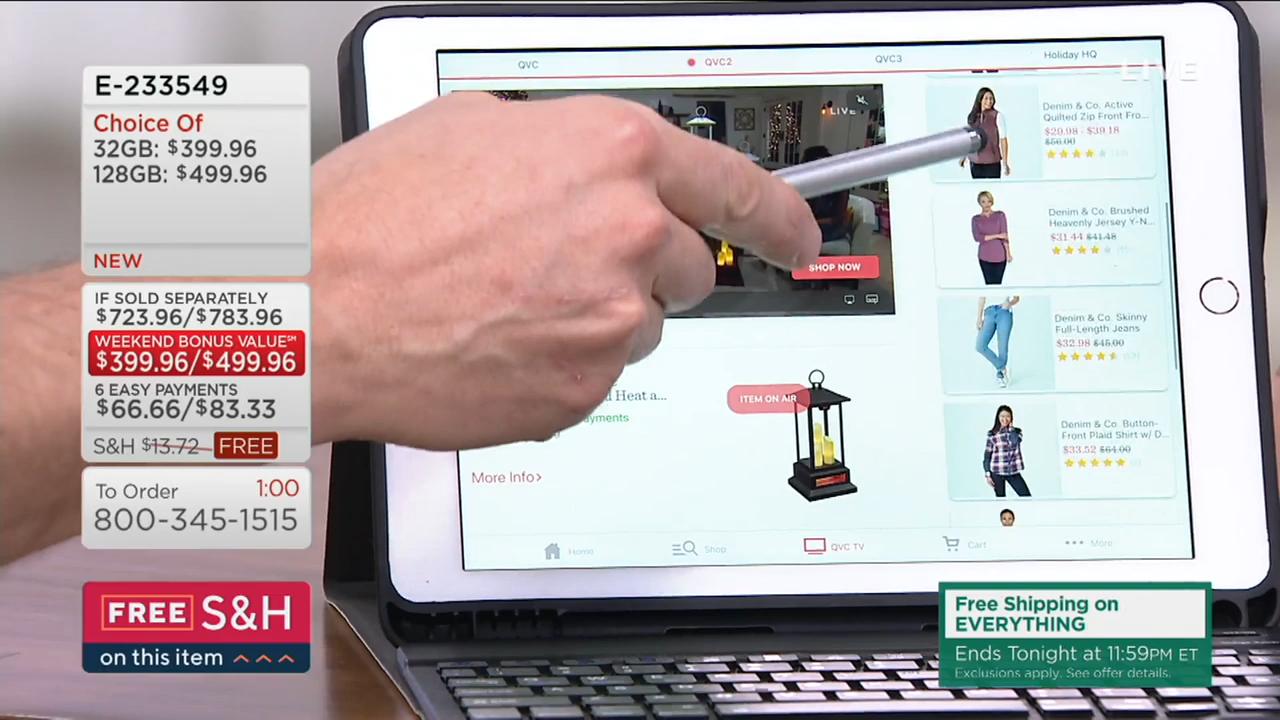 E-233549
Choice Of
32GB: $399.96
128GB: $499.96
NEW
IF SOLD SEPARATELY
$723.96/$783.96
WEEKEND BONUS VALUE℠
$399.96/$499.96
6 EASY PAYMENTS
$66.66/$83.33
S&H $13.72 FREE
To Order 1:00
800-345-1515
FREE S&H
on this item
QVC
QVC2
QVC3
Holiday HQ
LIVE
LIVE
SHOP NOW
Heat a...
ITEM ON AIR
More Info>
Denim & Co. Active
Quilted Zip Front Fro...
$29.98 - $39.18
$56.00
Denim & Co. Brushed
Heavenly Jersey Y-N...
$31.44 $41.48
Denim & Co. Skinny
Full-Length Jeans
$32.98 $45.00
Denim & Co. Button-
Front Plaid Shirt w/ D...
$33.52 $64.00
Home
Shop
QVC TV
Cart
More
Free Shipping on
EVERYTHING
Ends Tonight at 11:59PM ET
Exclusions apply. See offer details.